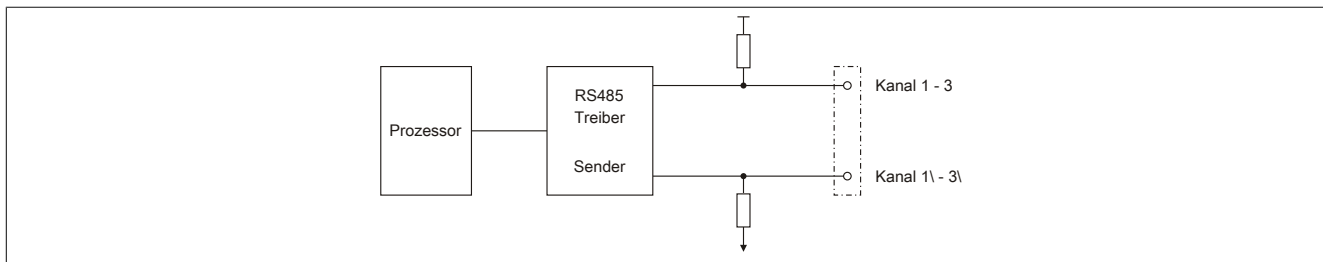 Prozessor
RS485
Treiber
Sender
Kanal 1 - 3
Kanal 1\ - 3\